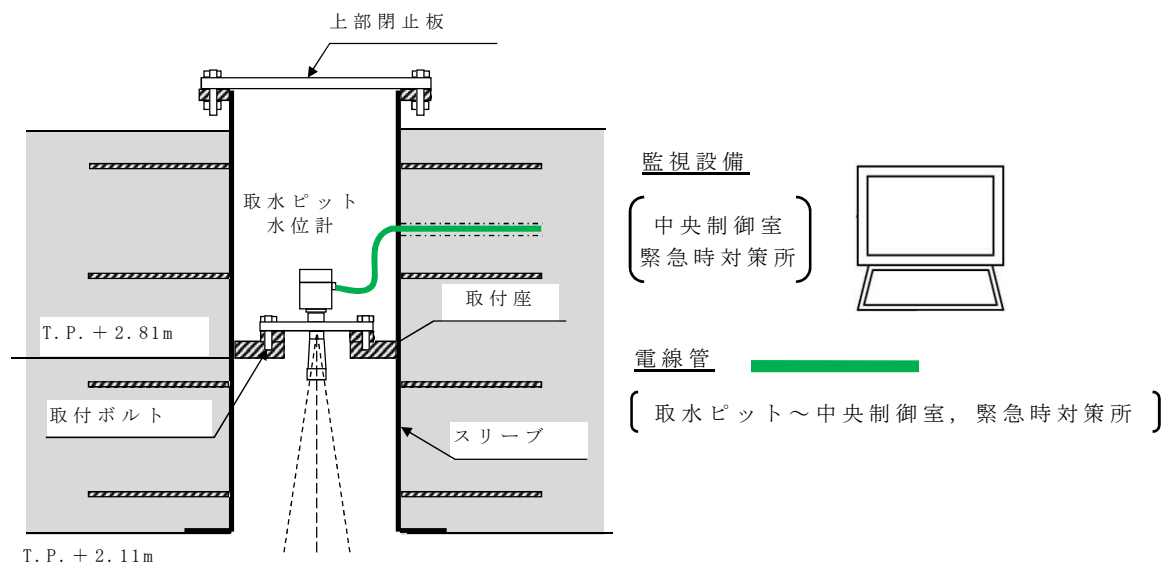 上部閉止板
取水ピット
水位計
取付座
T.P.＋2.81m
取付ボルト
スリーブ
T.P.＋2.11m
監視設備
中央制御室
緊急時対策所
電線管
取水ピット～中央制御室，緊急時対策所